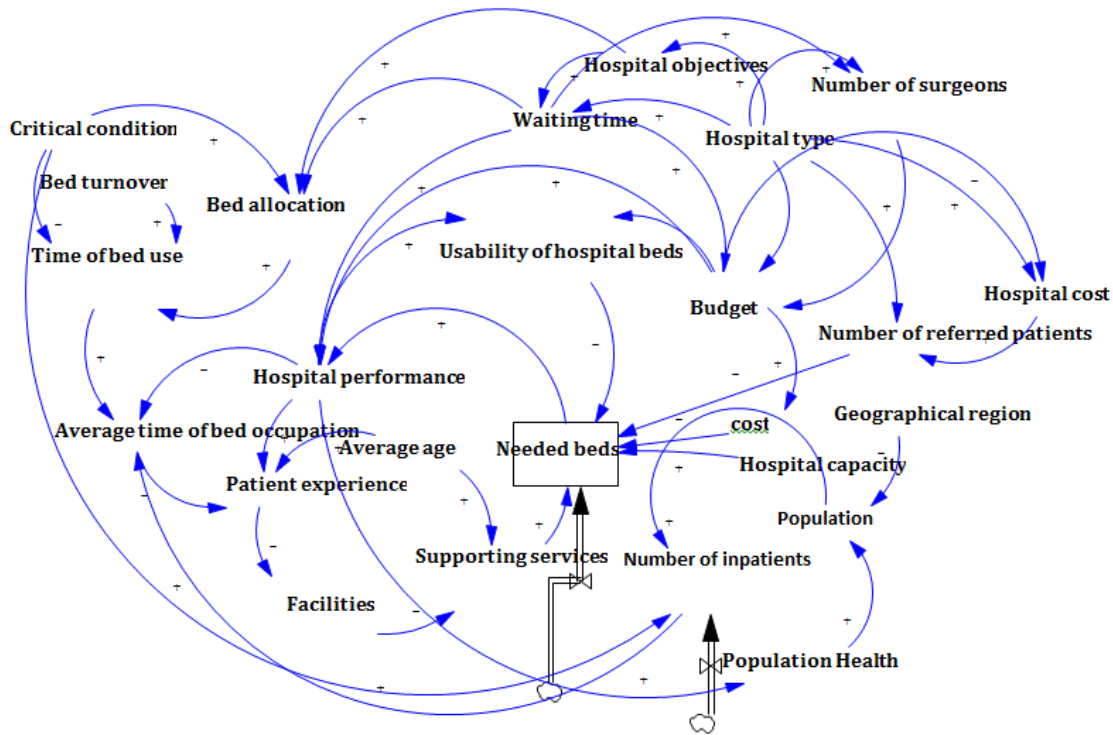 Hospital objectives
Number of surgeons
Critical condition
Waiting time
Hospital type
Bed turnover
Bed allocation
Time of bed use
Usability of hospital beds
Budget
Hospital cost
Number of referred patients
Hospital performance
Average time of bed occupation
Average age
Needed beds
cost
Geographical region
Hospital capacity
Patient experience
Population
Supporting services
Number of inpatients
Facilities
Population Health